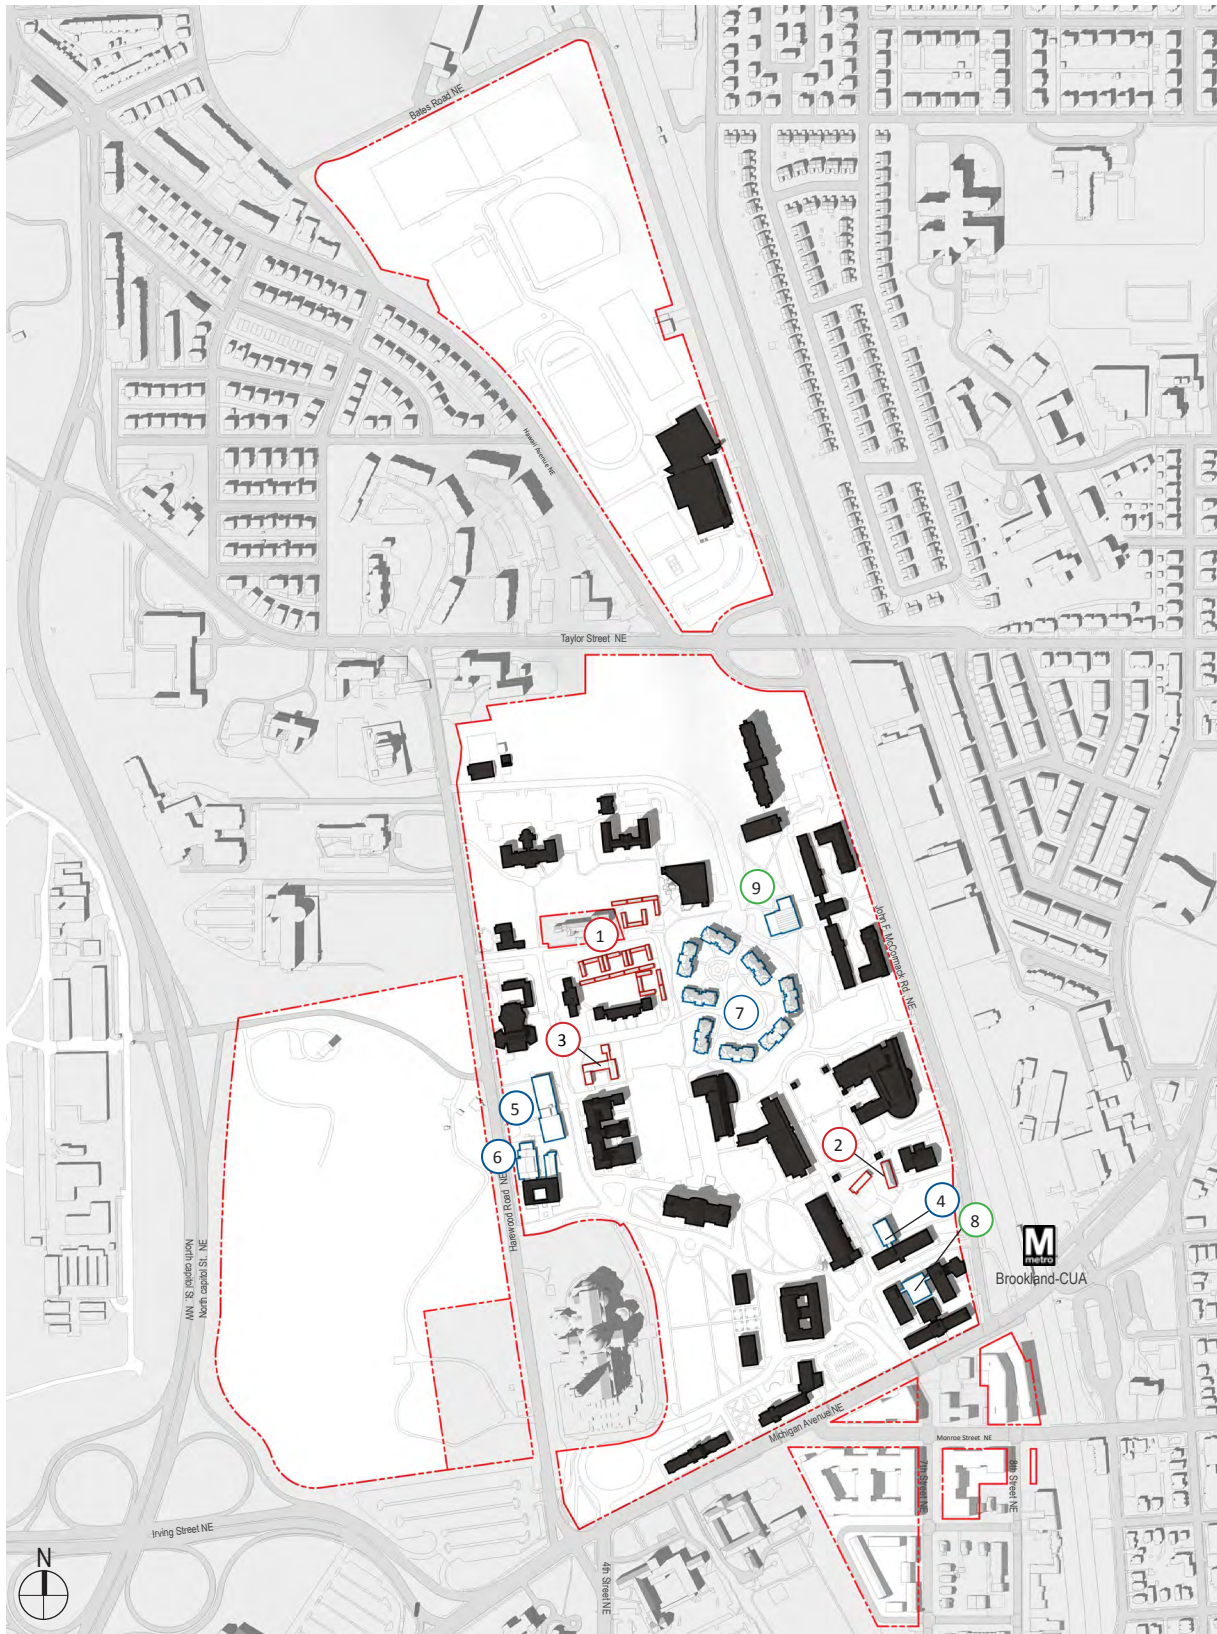 Bates Road NE
Hawaii Avenue NE
Taylor Street NE
9
John F. McCormack Rd. NE
1
7
3
5
6
2
4
8
Harewood Road NE
M
metro
Brookland-CUA
North capitol St. NW
North capitol St. NE
Michigan Avenue NE
Monroe Street NE
7th Street NE
8th Street NE
Irving Street NE
N
4th Street NE